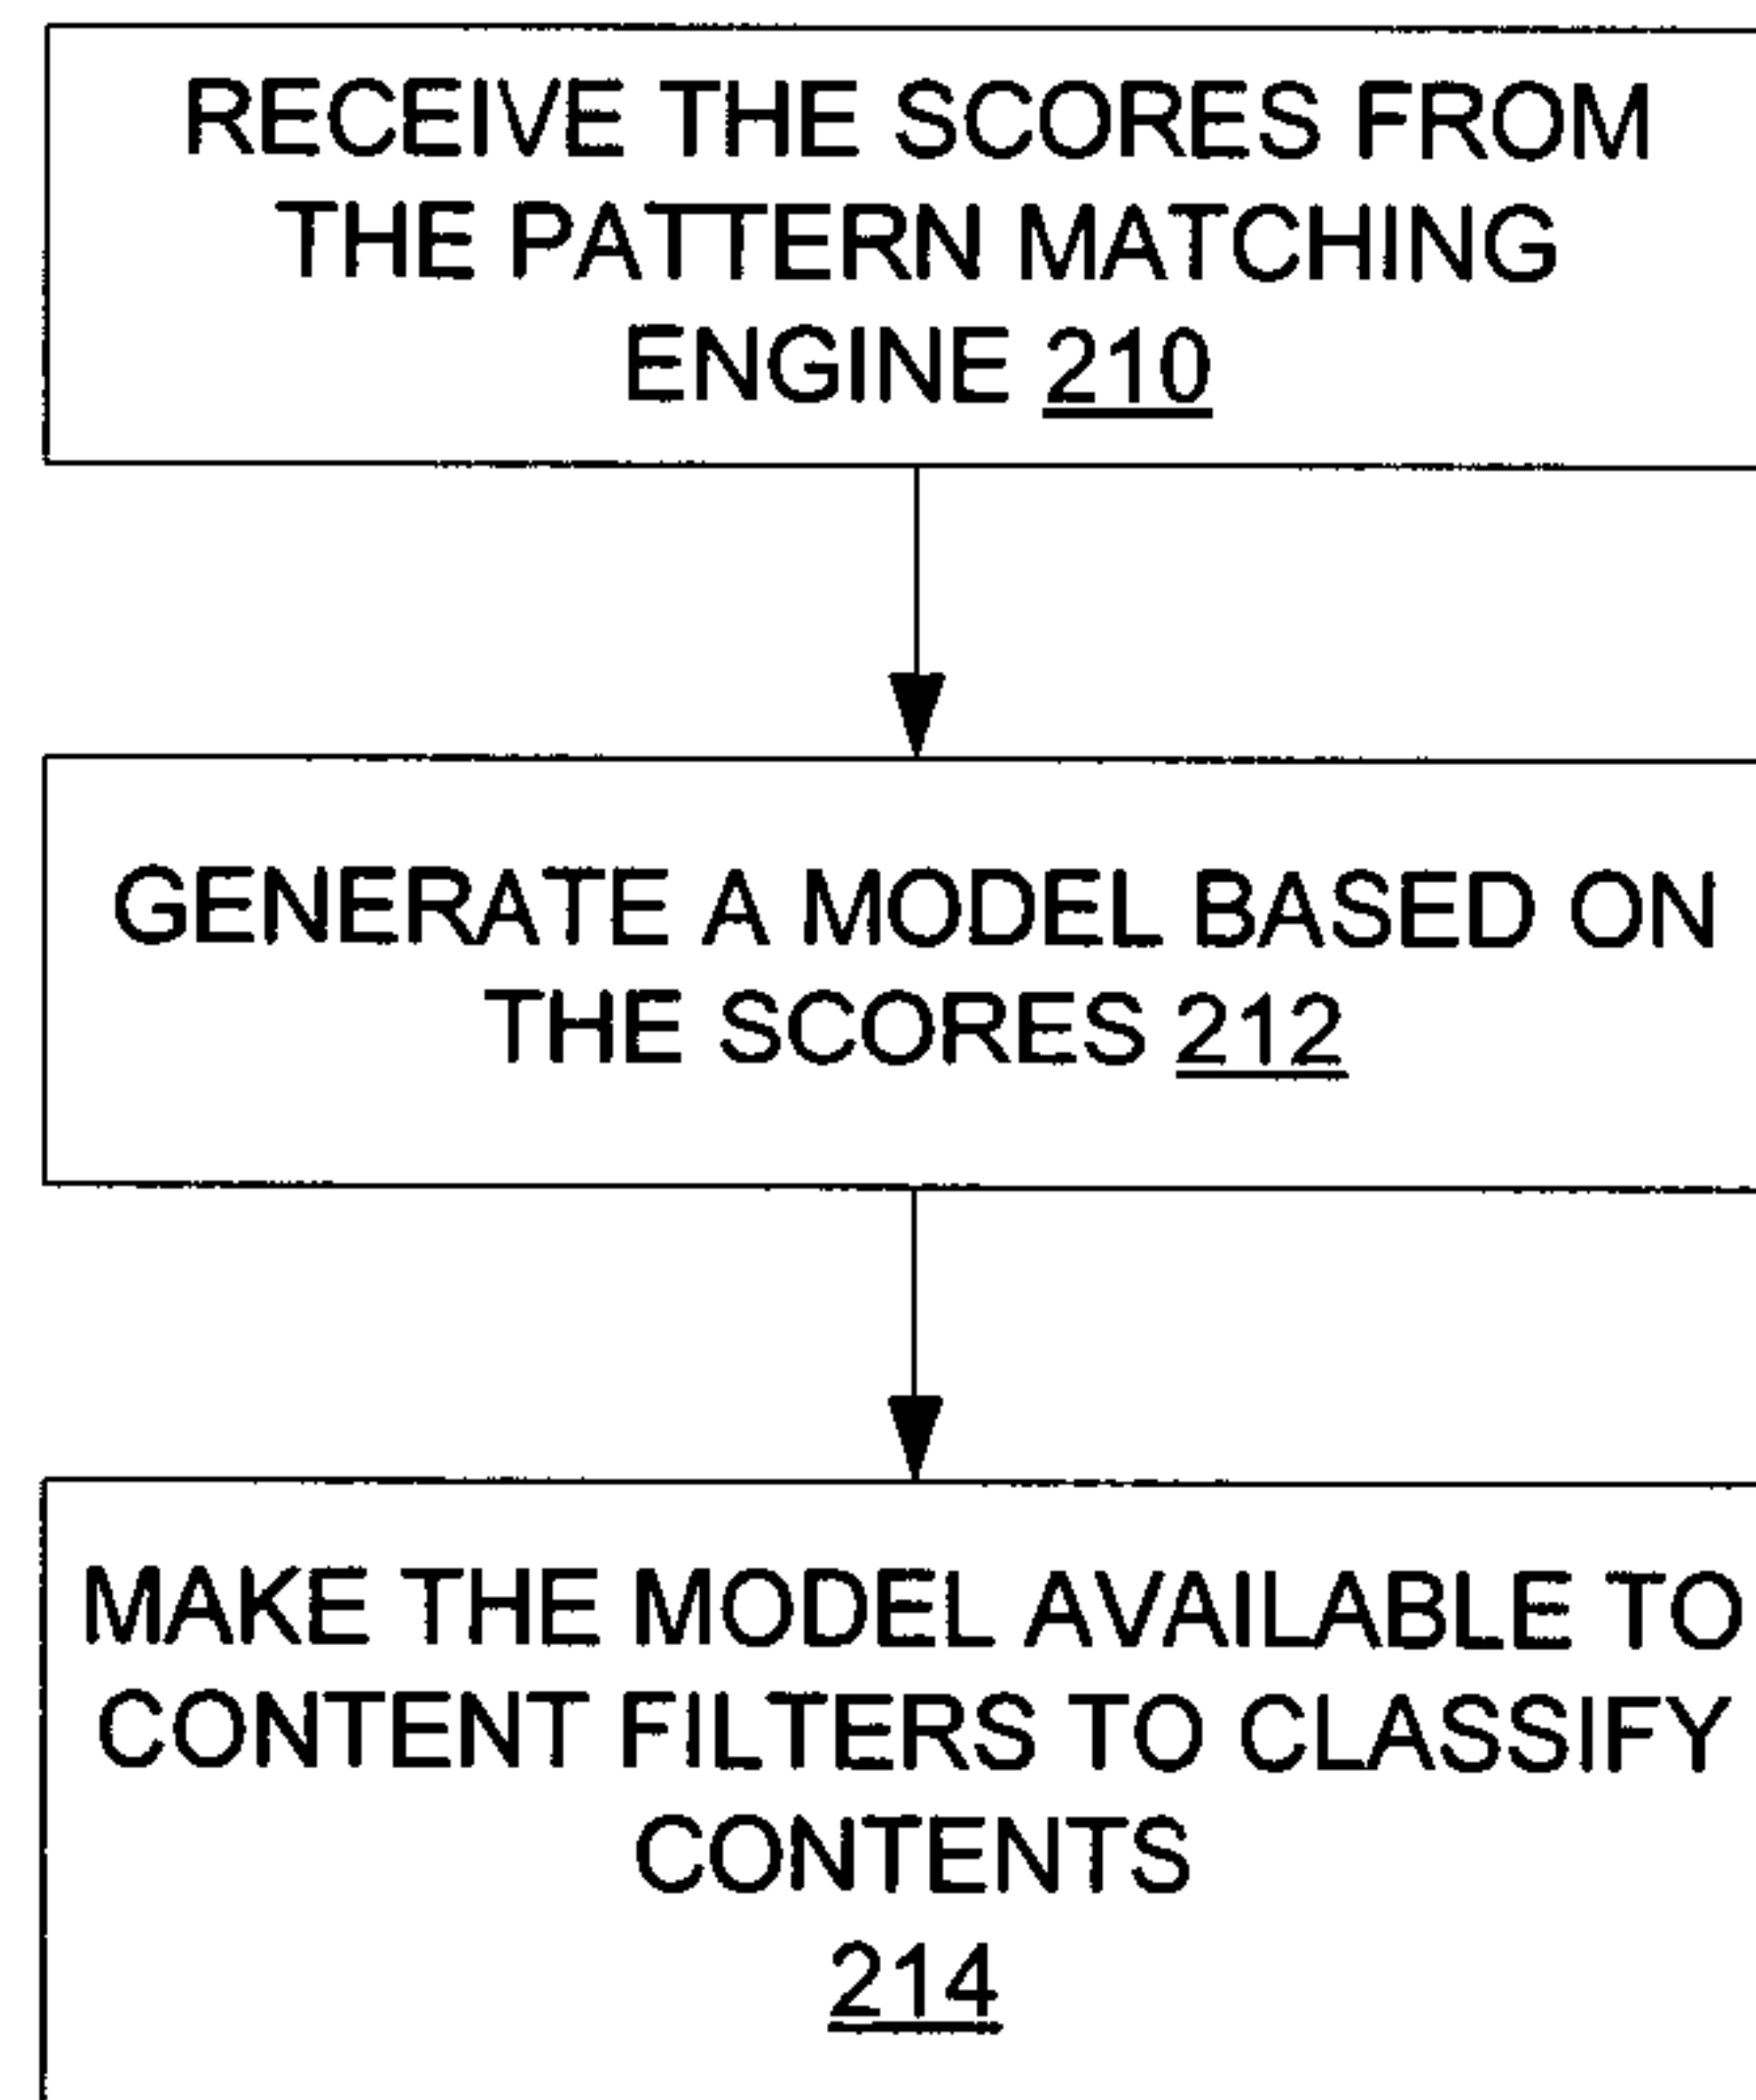 RECEIVE THE SCORES FROM
THE PATTERN MATCHING
ENGINE 210
GENERATE A MODEL BASED ON
THE SCORES 212
MAKE THE MODEL AVAILABLE TO
CONTENT FILTERS TO CLASSIFY
CONTENTS
214